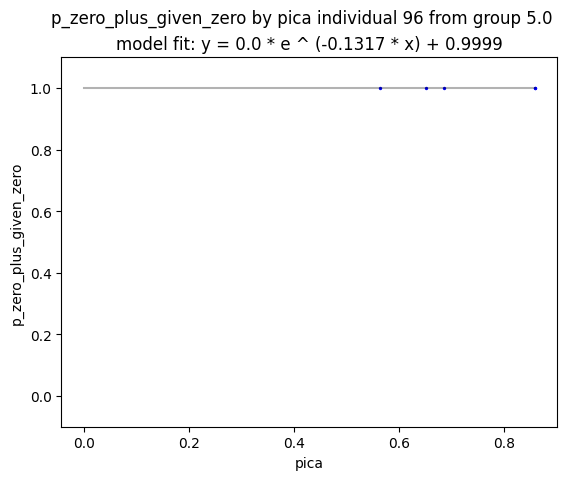 p_zero_plus_given_zero by pica individual 96 from group 5.0
model fit: y = 0.0 * e ^ (-0.1317 * x) + 0.9999
1.0
0.8
0.6
0.4
0.2
0.0
p_zero_plus_given_zero
0.0 0.2 0.4 0.6 0.8
pica